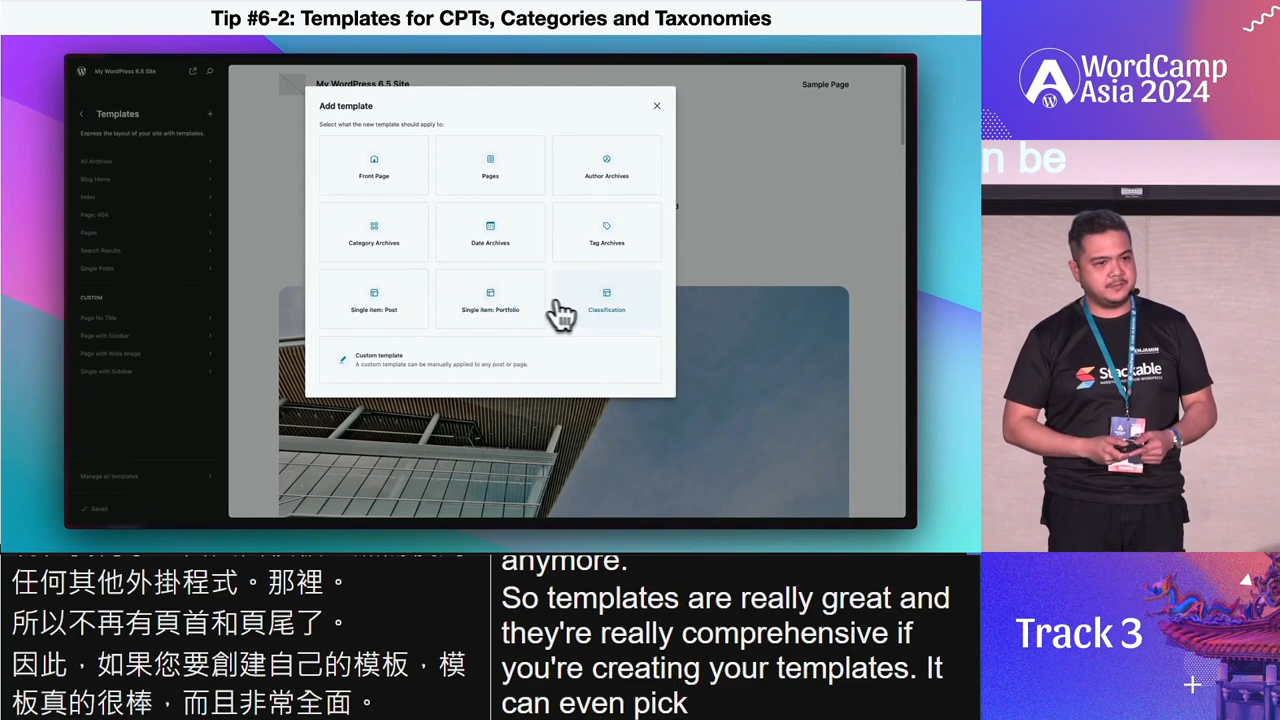 Tip #6-2: Templates for CPTs, Categories and Taxonomies
My WordPress 6.5 Site
Templates
Express the layout of your site with templates.
All Archives
Blog Home
Index
Page: 404
Pages
Search Results
Single Posts
CUSTOM
Page No Title
Page with Sidebar
Page with Wide Image
Single with Sidebar
Manage all templates
Saved
My WordPress 6.5 Site
Sample Page
Add template
Select what the new template should apply to:
Front Page
Pages
Author Archives
Category Archives
Date Archives
Tag Archives
Single item: Post
Single item: Portfolio
Classification
Custom template
A custom template can be manually applied to any post or page.
WordCamp
Asia 2024
n be
BENJAMIN
Stackable
任何其他外掛程式。那裡。
所以不再有頁首和頁尾了。
因此，如果您要創建自己的模板，模
板真的很棒，而且非常全面。
anymore.
So templates are really great and
they're really comprehensive if
you're creating your templates. It
can even pick
Track 3